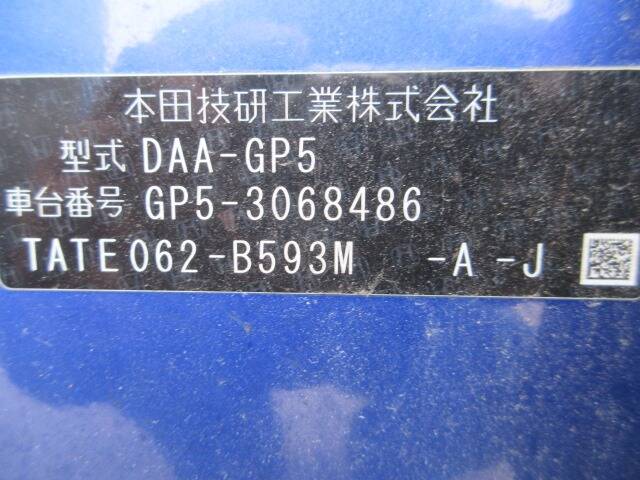 本田技研工業株式会社
型式 DAA-GP5
車台番号 GP5-3068486
TATE062-B593M -A -J